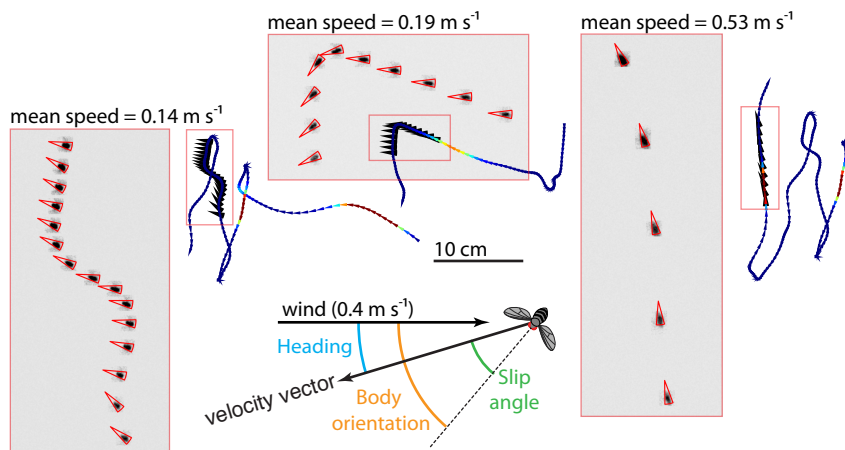 mean speed = 0.14 m s⁻¹
mean speed = 0.19 m s⁻¹
mean speed = 0.53 m s⁻¹
10 cm
wind (0.4 m s⁻¹)
Heading
velocity vector
Body
orientation
Slip
angle